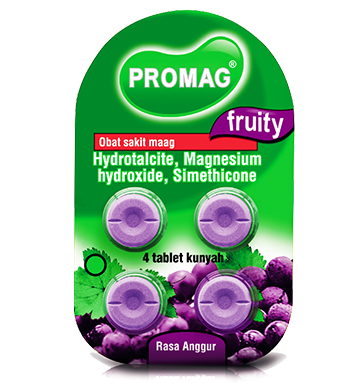 PROMAG®
fruity
Obat sakit maag
Hydrotalcite, Magnesium
hydroxide, Simethicone
4 tablet kunyah
Rasa Anggur